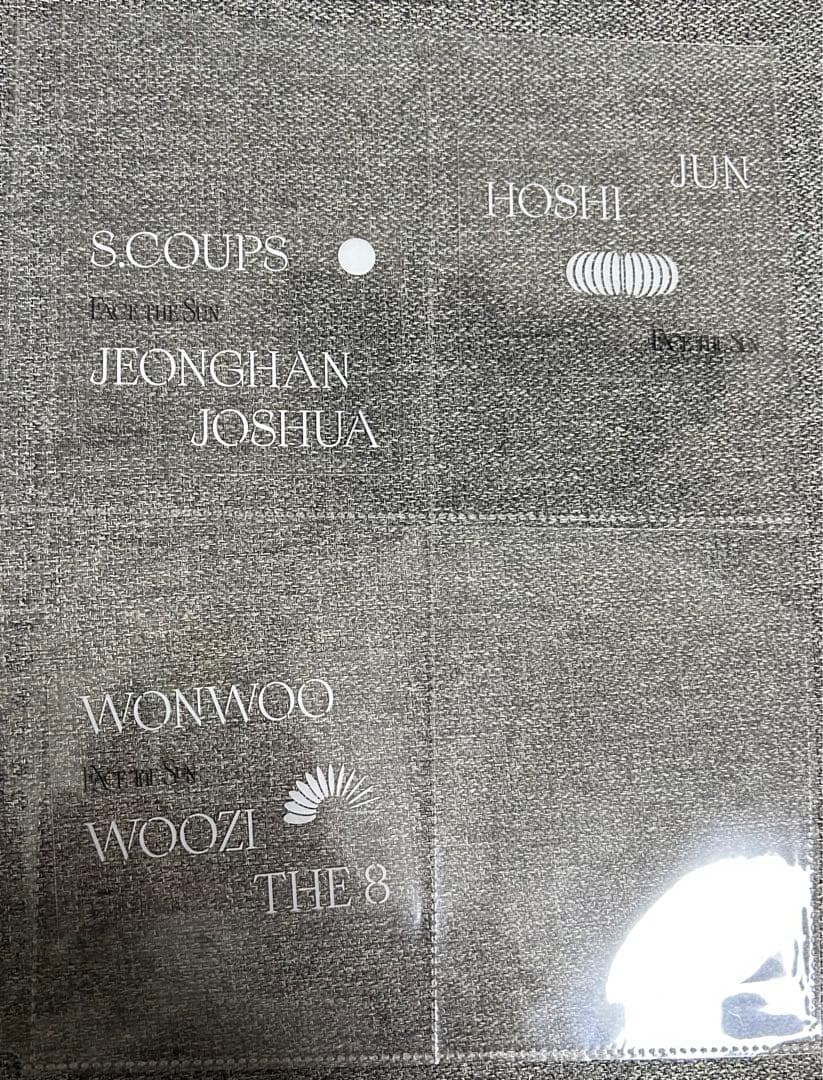 S.COUPS
FACE THE SUN
JEONGHAN
JOSHUA
JUN
HOSHI
FACE THE SUN
WONWOO
FACE THE SUN
WOOZI
THE 8